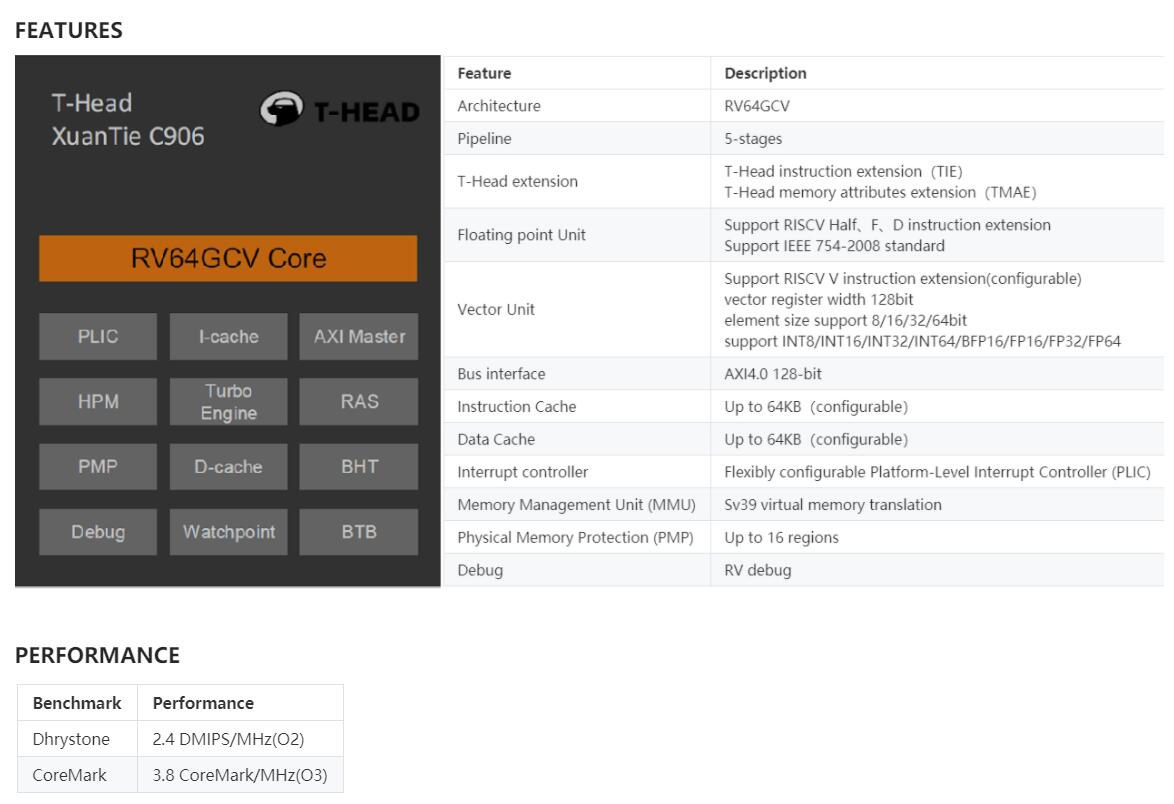 FEATURES
T-Head
XuanTie C906
T-HEAD
RV64GCV Core
PLIC
I-cache
AXI Master
HPM
Turbo
Engine
RAS
PMP
D-cache
BHT
Debug
Watchpoint
BTB
Feature Description
Architecture RV64GCV
Pipeline 5-stages
T-Head extension
T-Head instruction extension（TIE)
T-Head memory attributes extension（TMAE)
Floating point Unit
Support RISCV Half、F、D instruction extension
Support IEEE 754-2008 standard
Vector Unit
Support RISCV V instruction extension(configurable)
vector register width 128bit
element size support 8/16/32/64bit
support INT8/INT16/INT32/INT64/BFP16/FP16/FP32/FP64
Bus interface AXI4.0 128-bit
Instruction Cache Up to 64KB（configurable)
Data Cache Up to 64KB（configurable)
Interrupt controller Flexibly configurable Platform-Level Interrupt Controller (PLIC)
Memory Management Unit (MMU) Sv39 virtual memory translation
Physical Memory Protection (PMP) Up to 16 regions
Debug RV debug
PERFORMANCE
Benchmark Performance
Dhrystone 2.4 DMIPS/MHz(O2)
CoreMark 3.8 CoreMark/MHz(O3)